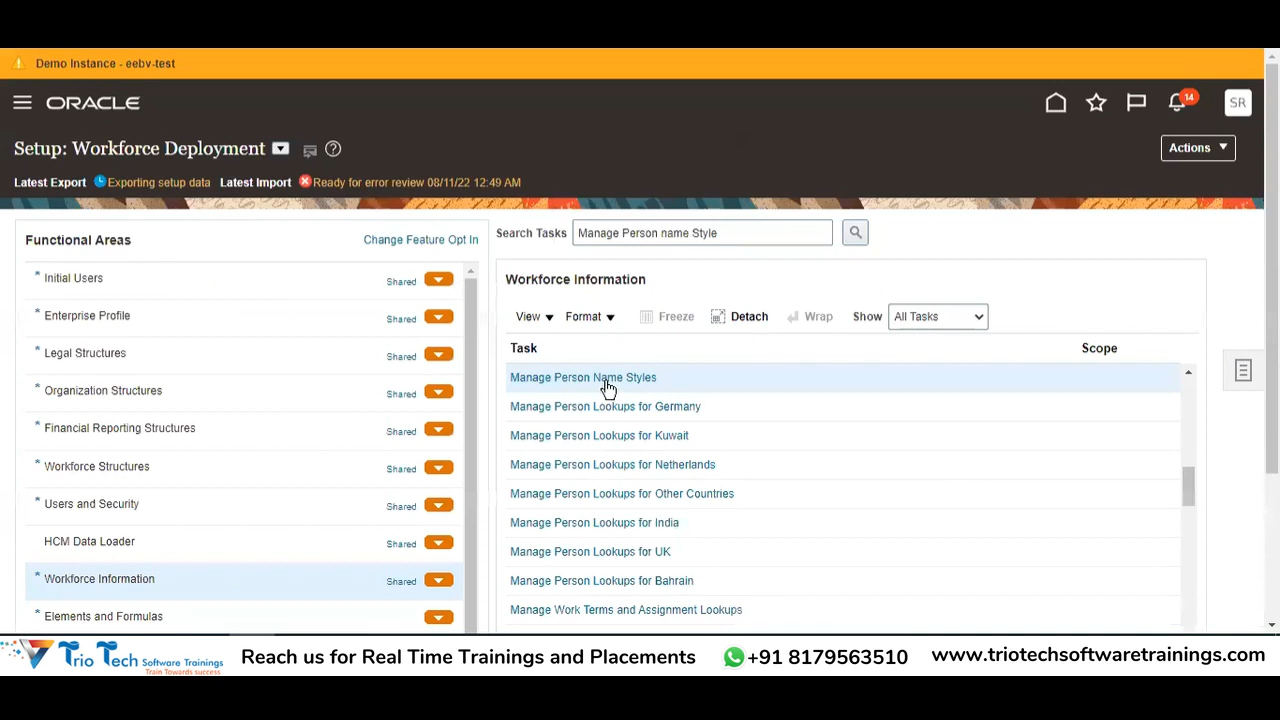 Demo Instance - eebv-test
ORACLE
14
SR
Setup: Workforce Deployment
Actions
Latest Export Exporting setup data Latest Import Ready for error review 08/11/22 12:49 AM
Functional Areas
Change Feature Opt In
* Initial Users Shared
* Enterprise Profile Shared
* Legal Structures Shared
* Organization Structures Shared
* Financial Reporting Structures Shared
* Workforce Structures Shared
* Users and Security Shared
HCM Data Loader Shared
* Workforce Information Shared
* Elements and Formulas
Search Tasks Manage Person name Style
Workforce Information
View Format Freeze Detach Wrap Show All Tasks
Task Scope
Manage Person Name Styles
Manage Person Lookups for Germany
Manage Person Lookups for Kuwait
Manage Person Lookups for Netherlands
Manage Person Lookups for Other Countries
Manage Person Lookups for India
Manage Person Lookups for UK
Manage Person Lookups for Bahrain
Manage Work Terms and Assignment Lookups
Trio Tech Software Trainings
Train Towards success
Reach us for Real Time Trainings and Placements
+91 8179563510
www.triotechsoftwaretrainings.com